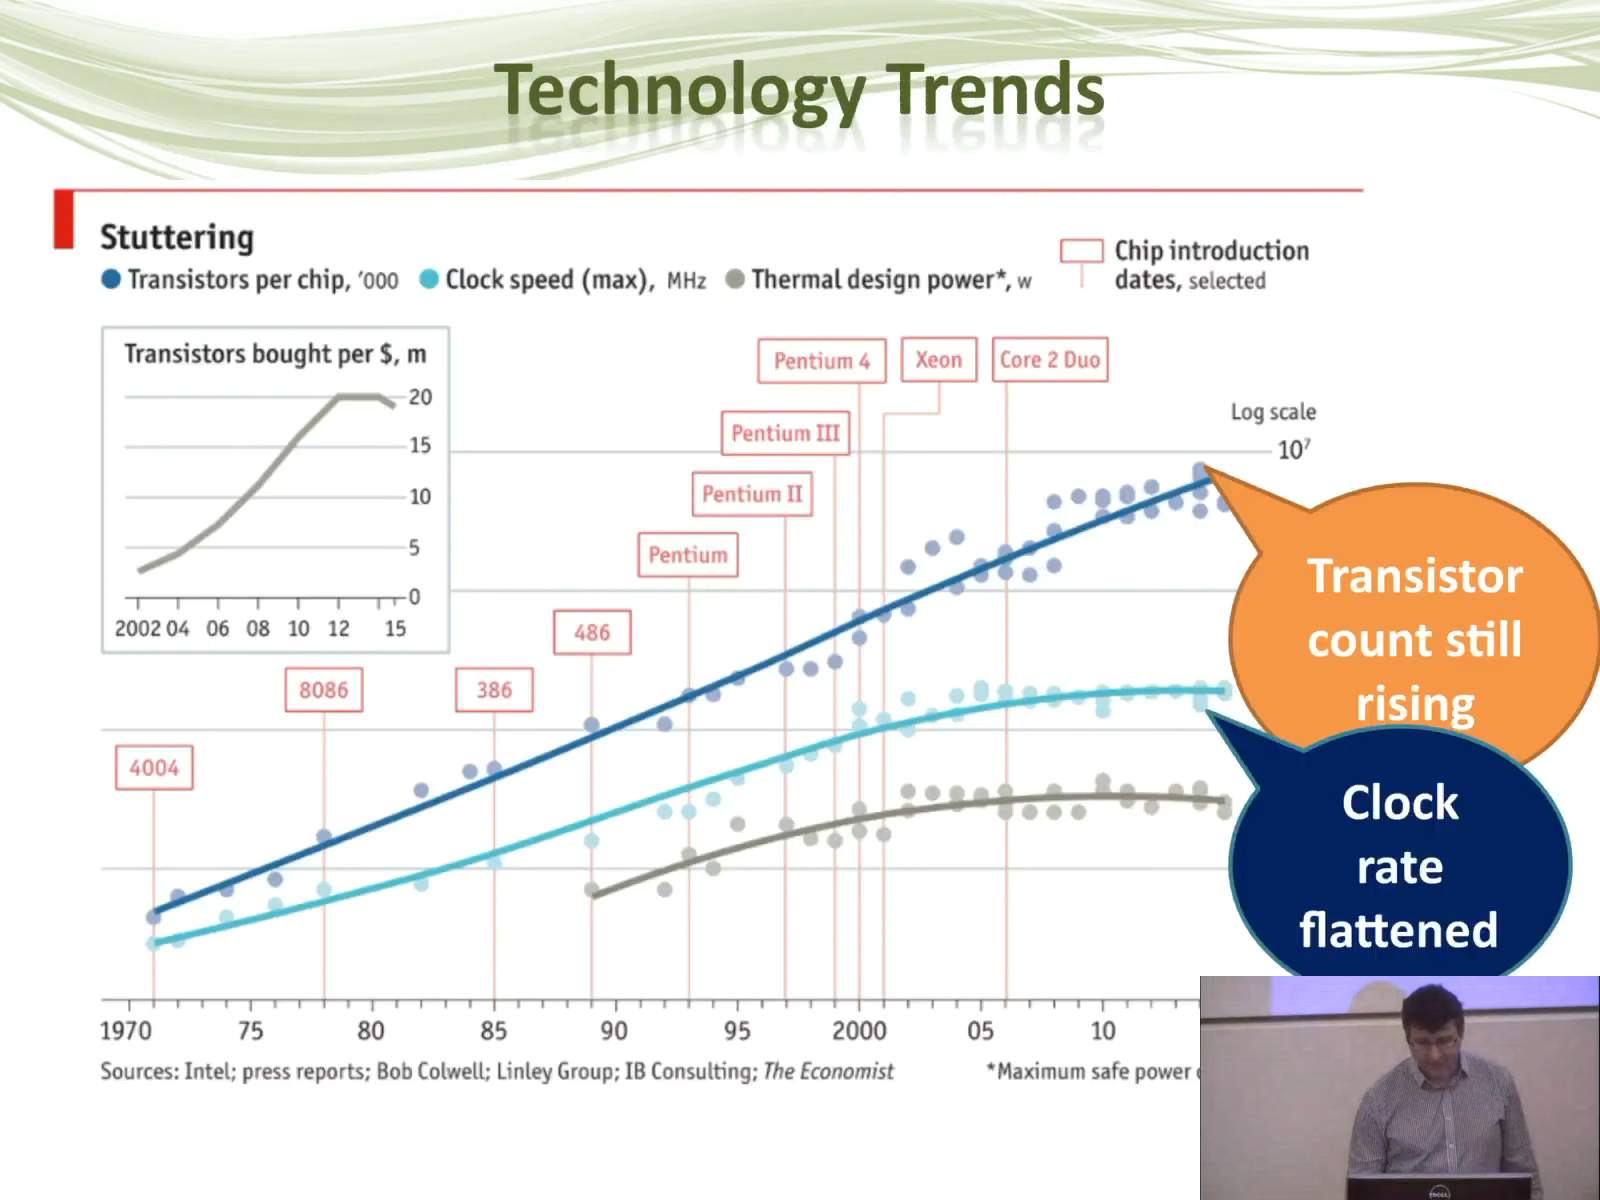 Technology Trends
Stuttering
Transistors per chip, ’000
Clock speed (max), MHz
Thermal design power*, w
Chip introduction
dates, selected
Transistors bought per $, m
20
15
10
5
0
2002 04 06 08 10 12 15
Pentium 4
Xeon
Core 2 Duo
Pentium III
Pentium II
Pentium
486
8086
386
4004
Log scale
10⁷
Transistor
count still
rising
Clock
rate
flattened
1970 75 80 85 90 95 2000 05 10
Sources: Intel; press reports; Bob Colwell; Linley Group; IB Consulting; The Economist
*Maximum safe power
DELL